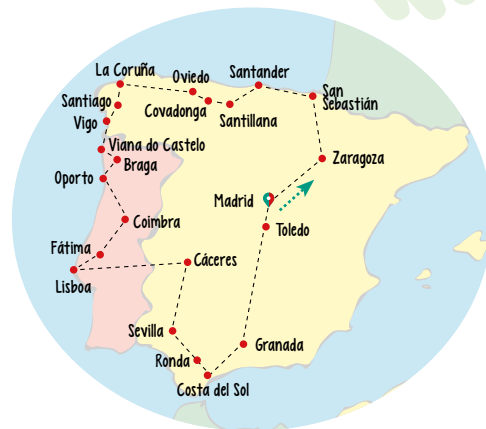 La Coruña
Oviedo
Santander
San
Sebastián
Santiago
Covadonga
Santillana
Vigo
Viana do Castelo
Braga
Zaragoza
Oporto
Madrid
Coimbra
Toledo
Fátima
Cáceres
Lisboa
Sevilla
Granada
Ronda
Costa del Sol